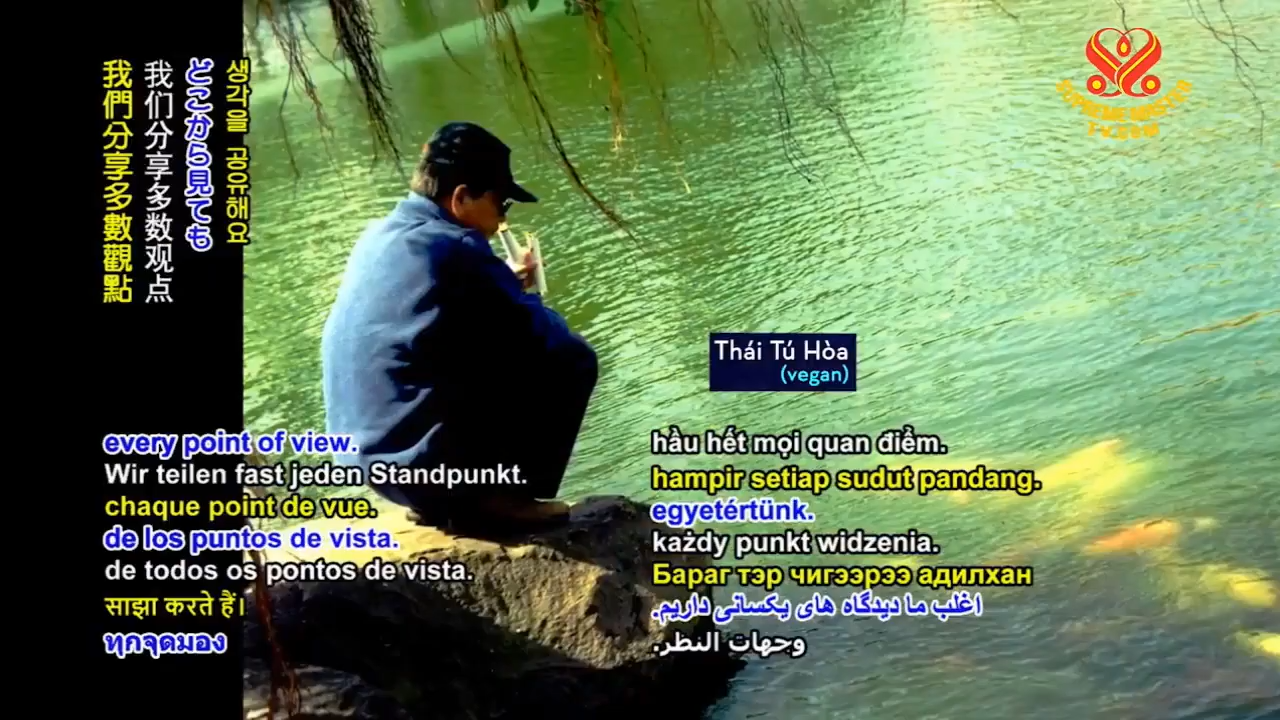 我們分享多數觀點
我们分享多数观点
どこから見ても
생각을 공유해요
SUPREME MASTER
TV.COM
Thái Tú Hòa
(vegan)
every point of view.
Wir teilen fast jeden Standpunkt.
chaque point de vue.
de los puntos de vista.
de todos os pontos de vista.
साझा करते हैं।
ทุกจุดมอง
hầu hết mọi quan điểm.
hampir setiap sudut pandang.
egyetértünk.
każdy punkt widzenia.
Бараг тэр чигээрээ адилхан
اغلب ما دیدگاه های یکسانی داریم.
وجهات النظر.